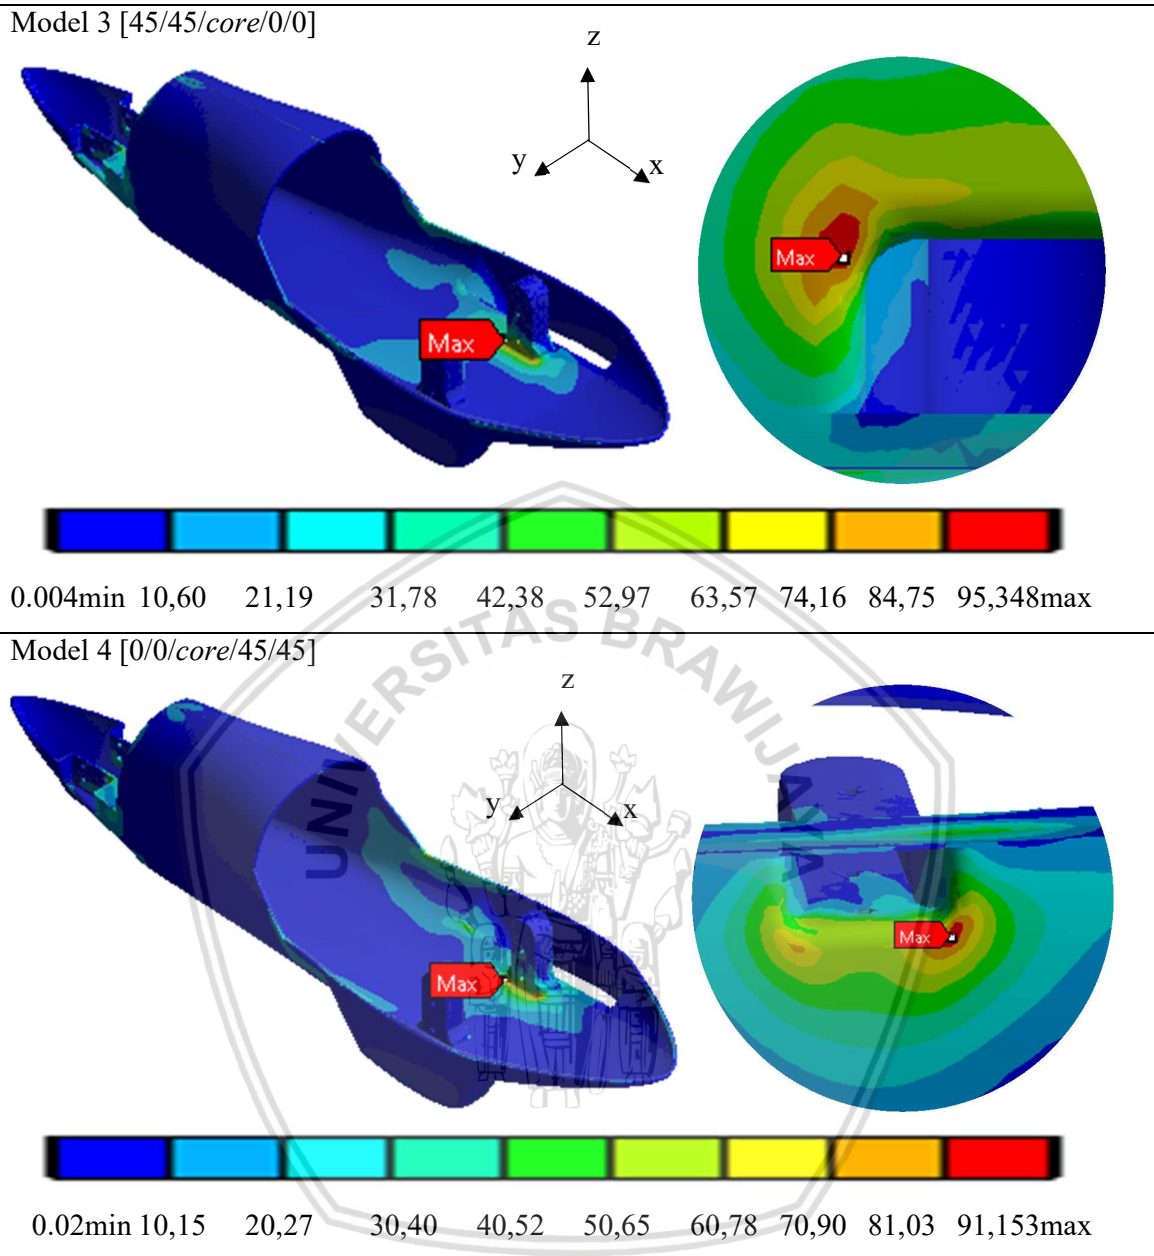 Model 3 [45/45/core/0/0]
z
y
x
Max
Max
0.004min 10,60 21,19 31,78 42,38 52,97 63,57 74,16 84,75 95,348max
Model 4 [0/0/core/45/45]
z
y
x
Max
Max
0.02min 10,15 20,27 30,40 40,52 50,65 60,78 70,90 81,03 91,153max
UNIVERSITAS BRAWIJAYA